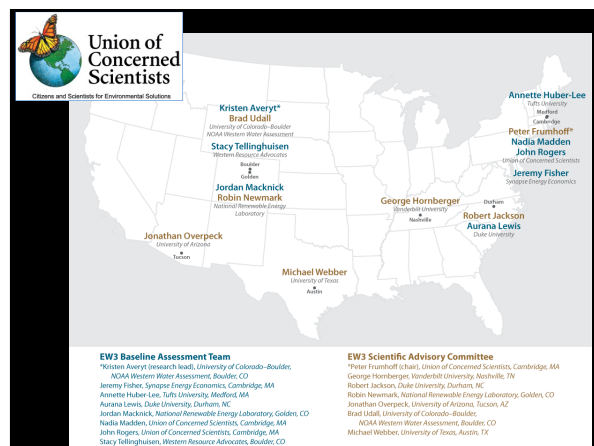 Union of
Concerned
Scientists
Citizens and Scientists for Environmental Solutions
Annette Huber-Lee
Tufts University
Medford
Cambridge
Peter Frumhoff*
Nadia Madden
John Rogers
Union of Concerned Scientists
Jeremy Fisher
Synapse Energy Economics
Kristen Averyt*
Brad Udall
University of Colorado–Boulder
NOAA Western Water Assessment
Stacy Tellinghuisen
Western Resource Advocates
Boulder
Golden
Jordan Macknick
Robin Newmark
National Renewable Energy
Laboratory
George Hornberger
Vanderbilt University
Nashville
Durham
Robert Jackson
Aurana Lewis
Duke University
Jonathan Overpeck
University of Arizona
Tucson
Michael Webber
University of Texas
Austin
EW3 Baseline Assessment Team
*Kristen Averyt (research lead), University of Colorado–Boulder,
NOAA Western Water Assessment, Boulder, CO
Jeremy Fisher, Synapse Energy Economics, Cambridge, MA
Annette Huber-Lee, Tufts University, Medford, MA
Aurana Lewis, Duke University, Durham, NC
Jordan Macknick, National Renewable Energy Laboratory, Golden, CO
Nadia Madden, Union of Concerned Scientists, Cambridge, MA
John Rogers, Union of Concerned Scientists, Cambridge, MA
Stacy Tellinghuisen, Western Resource Advocates, Boulder, CO
EW3 Scientific Advisory Committee
*Peter Frumhoff (chair), Union of Concerned Scientists, Cambridge, MA
George Hornberger, Vanderbilt University, Nashville, TN
Robert Jackson, Duke University, Durham, NC
Robin Newmark, National Renewable Energy Laboratory, Golden, CO
Jonathan Overpeck, University of Arizona, Tucson, AZ
Brad Udall, University of Colorado–Boulder,
NOAA Western Water Assessment, Boulder, CO
Michael Webber, University of Texas, Austin, TX